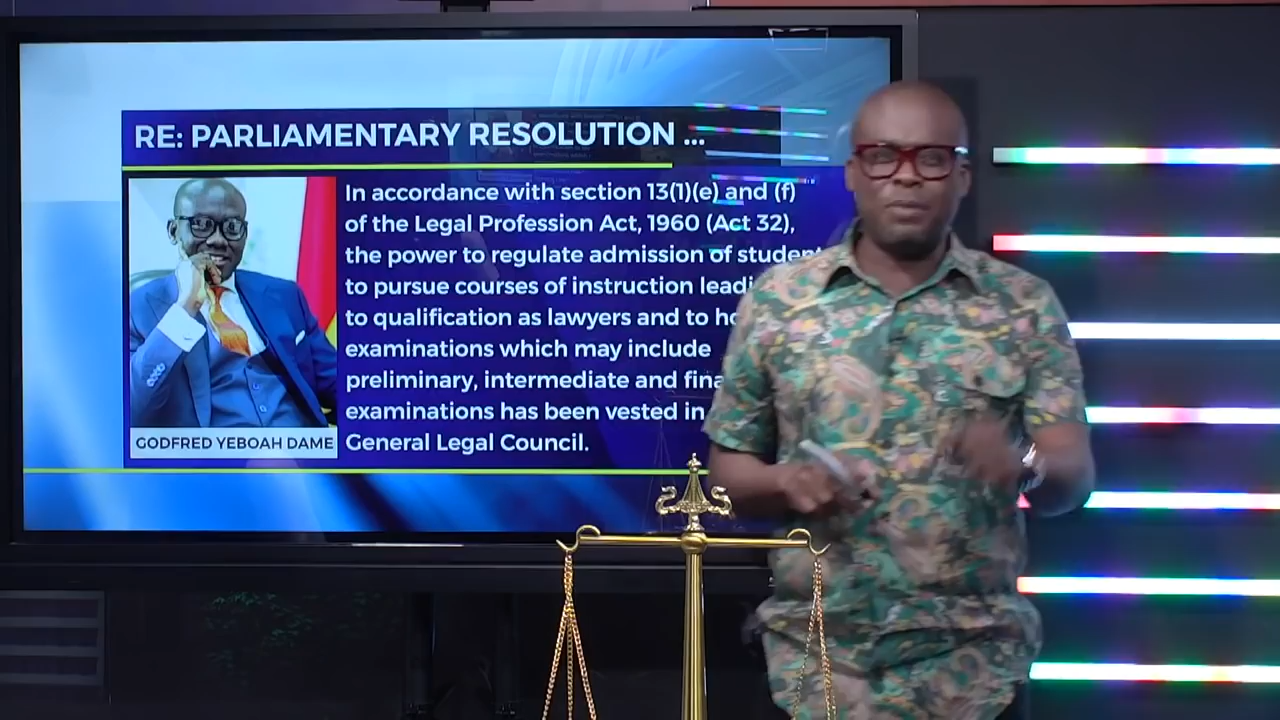 RE: PARLIAMENTARY RESOLUTION ...
In accordance with section 13(1)(e) and (f)
of the Legal Profession Act, 1960 (Act 32),
the power to regulate admission of
to pursue courses of instruction
to qualification as lawyers and to
examinations which may include
preliminary, intermediate and
examinations has been vested in
General Legal Council.
GODFRED YEBOAH DAME